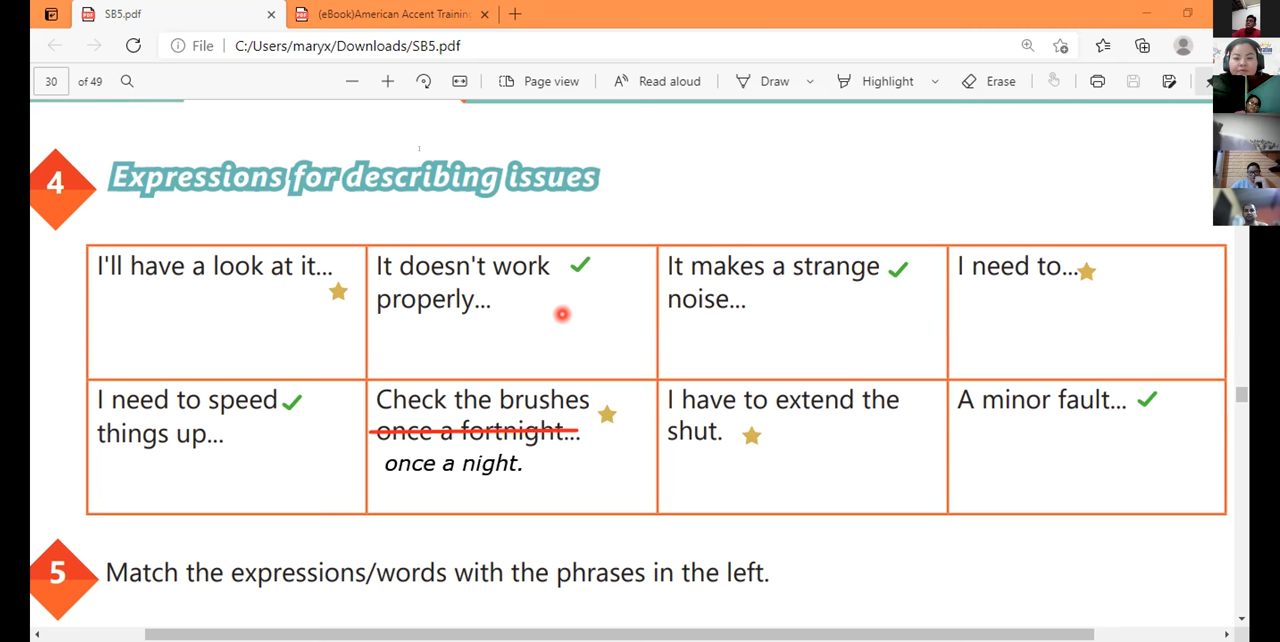 SB5.pdf
(eBook)American Accent Training
File
C:/Users/maryx/Downloads/SB5.pdf
30 of 49
Page view
Read aloud
Draw
Highlight
Erase
4
Expressions for describing issues
I'll have a look at it...
It doesn't work
properly...
It makes a strange
noise...
I need to...
I need to speed
things up...
Check the brushes
once a fortnight...
once a night.
I have to extend the
shut.
A minor fault...
5
Match the expressions/words with the phrases in the left.